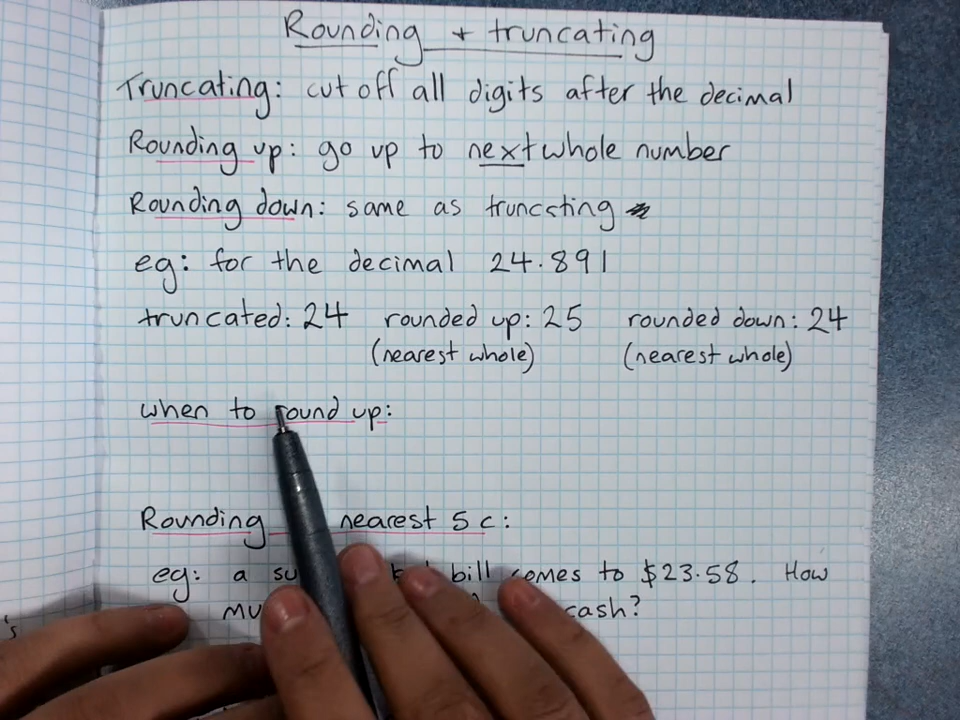 Rounding + truncating
Truncating: cut off all digits after the decimal
Rounding up: go up to next whole number
Rounding down: same as truncating
eg: for the decimal 24.891
truncated: 24 rounded up: 25 rounded down: 24
(nearest whole) (nearest whole)
when to round up:
Rounding nearest 5 c:
eg: a bill comes to $23.58. How
cash?
's